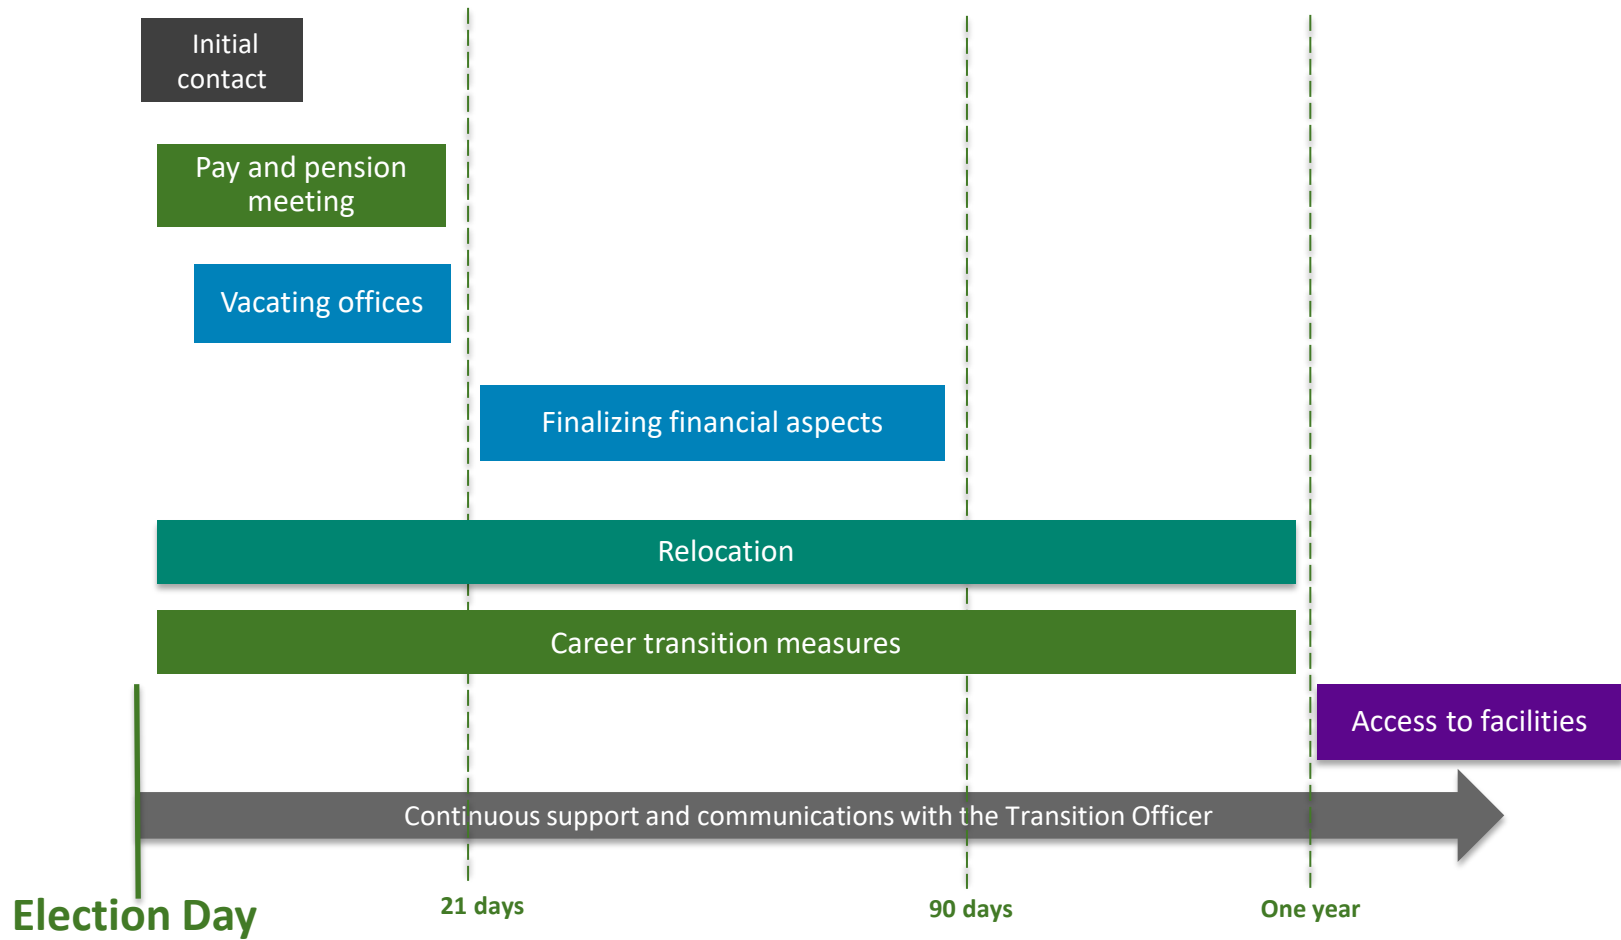 Initial
contact
Pay and pension
meeting
Vacating offices
Finalizing financial aspects
Relocation
Career transition measures
Access to facilities
Continuous support and communications with the Transition Officer
Election Day
21 days
90 days
One year